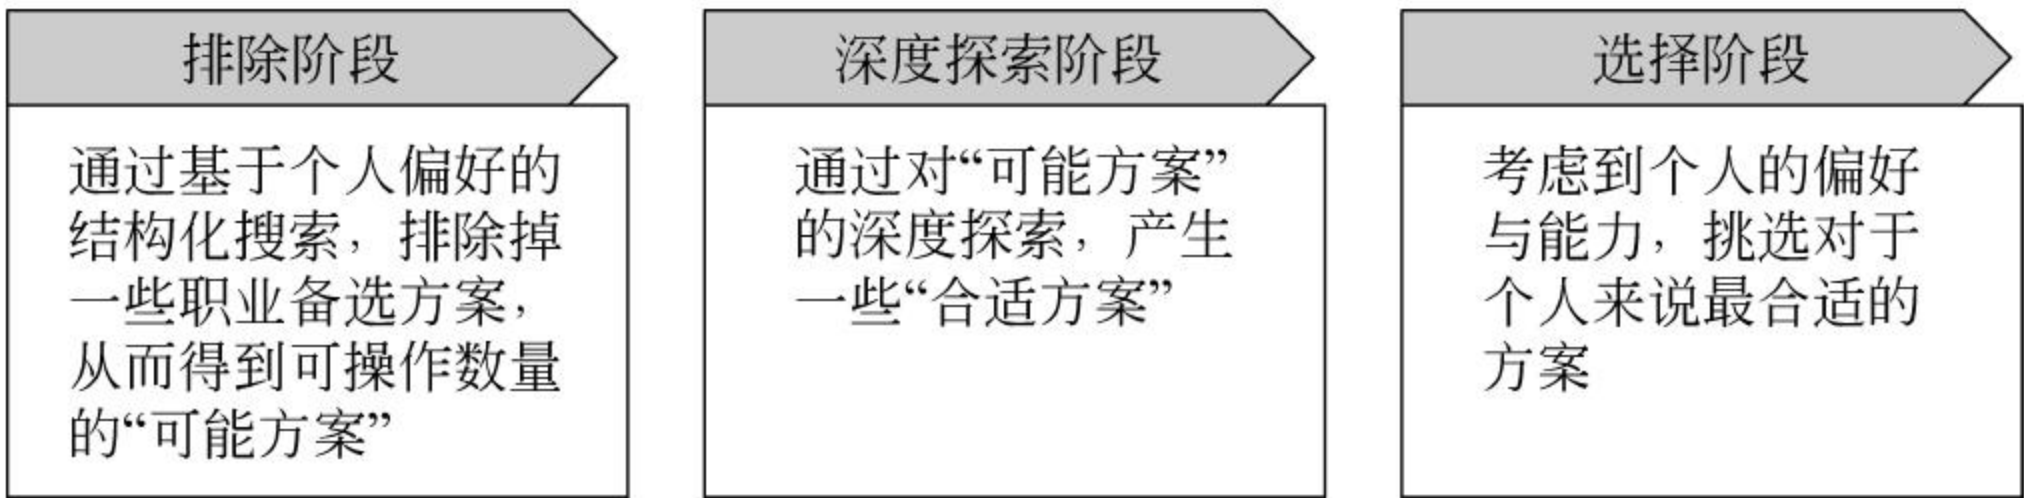 排除阶段
通过基于个人偏好的
结构化搜索，排除掉
一些职业备选方案，
从而得到可操作数量
的“可能方案”
深度探索阶段
通过对“可能方案”
的深度探索，产生
一些“合适方案”
选择阶段
考虑到个人的偏好
与能力，挑选对于
个人来说最合适的
方案